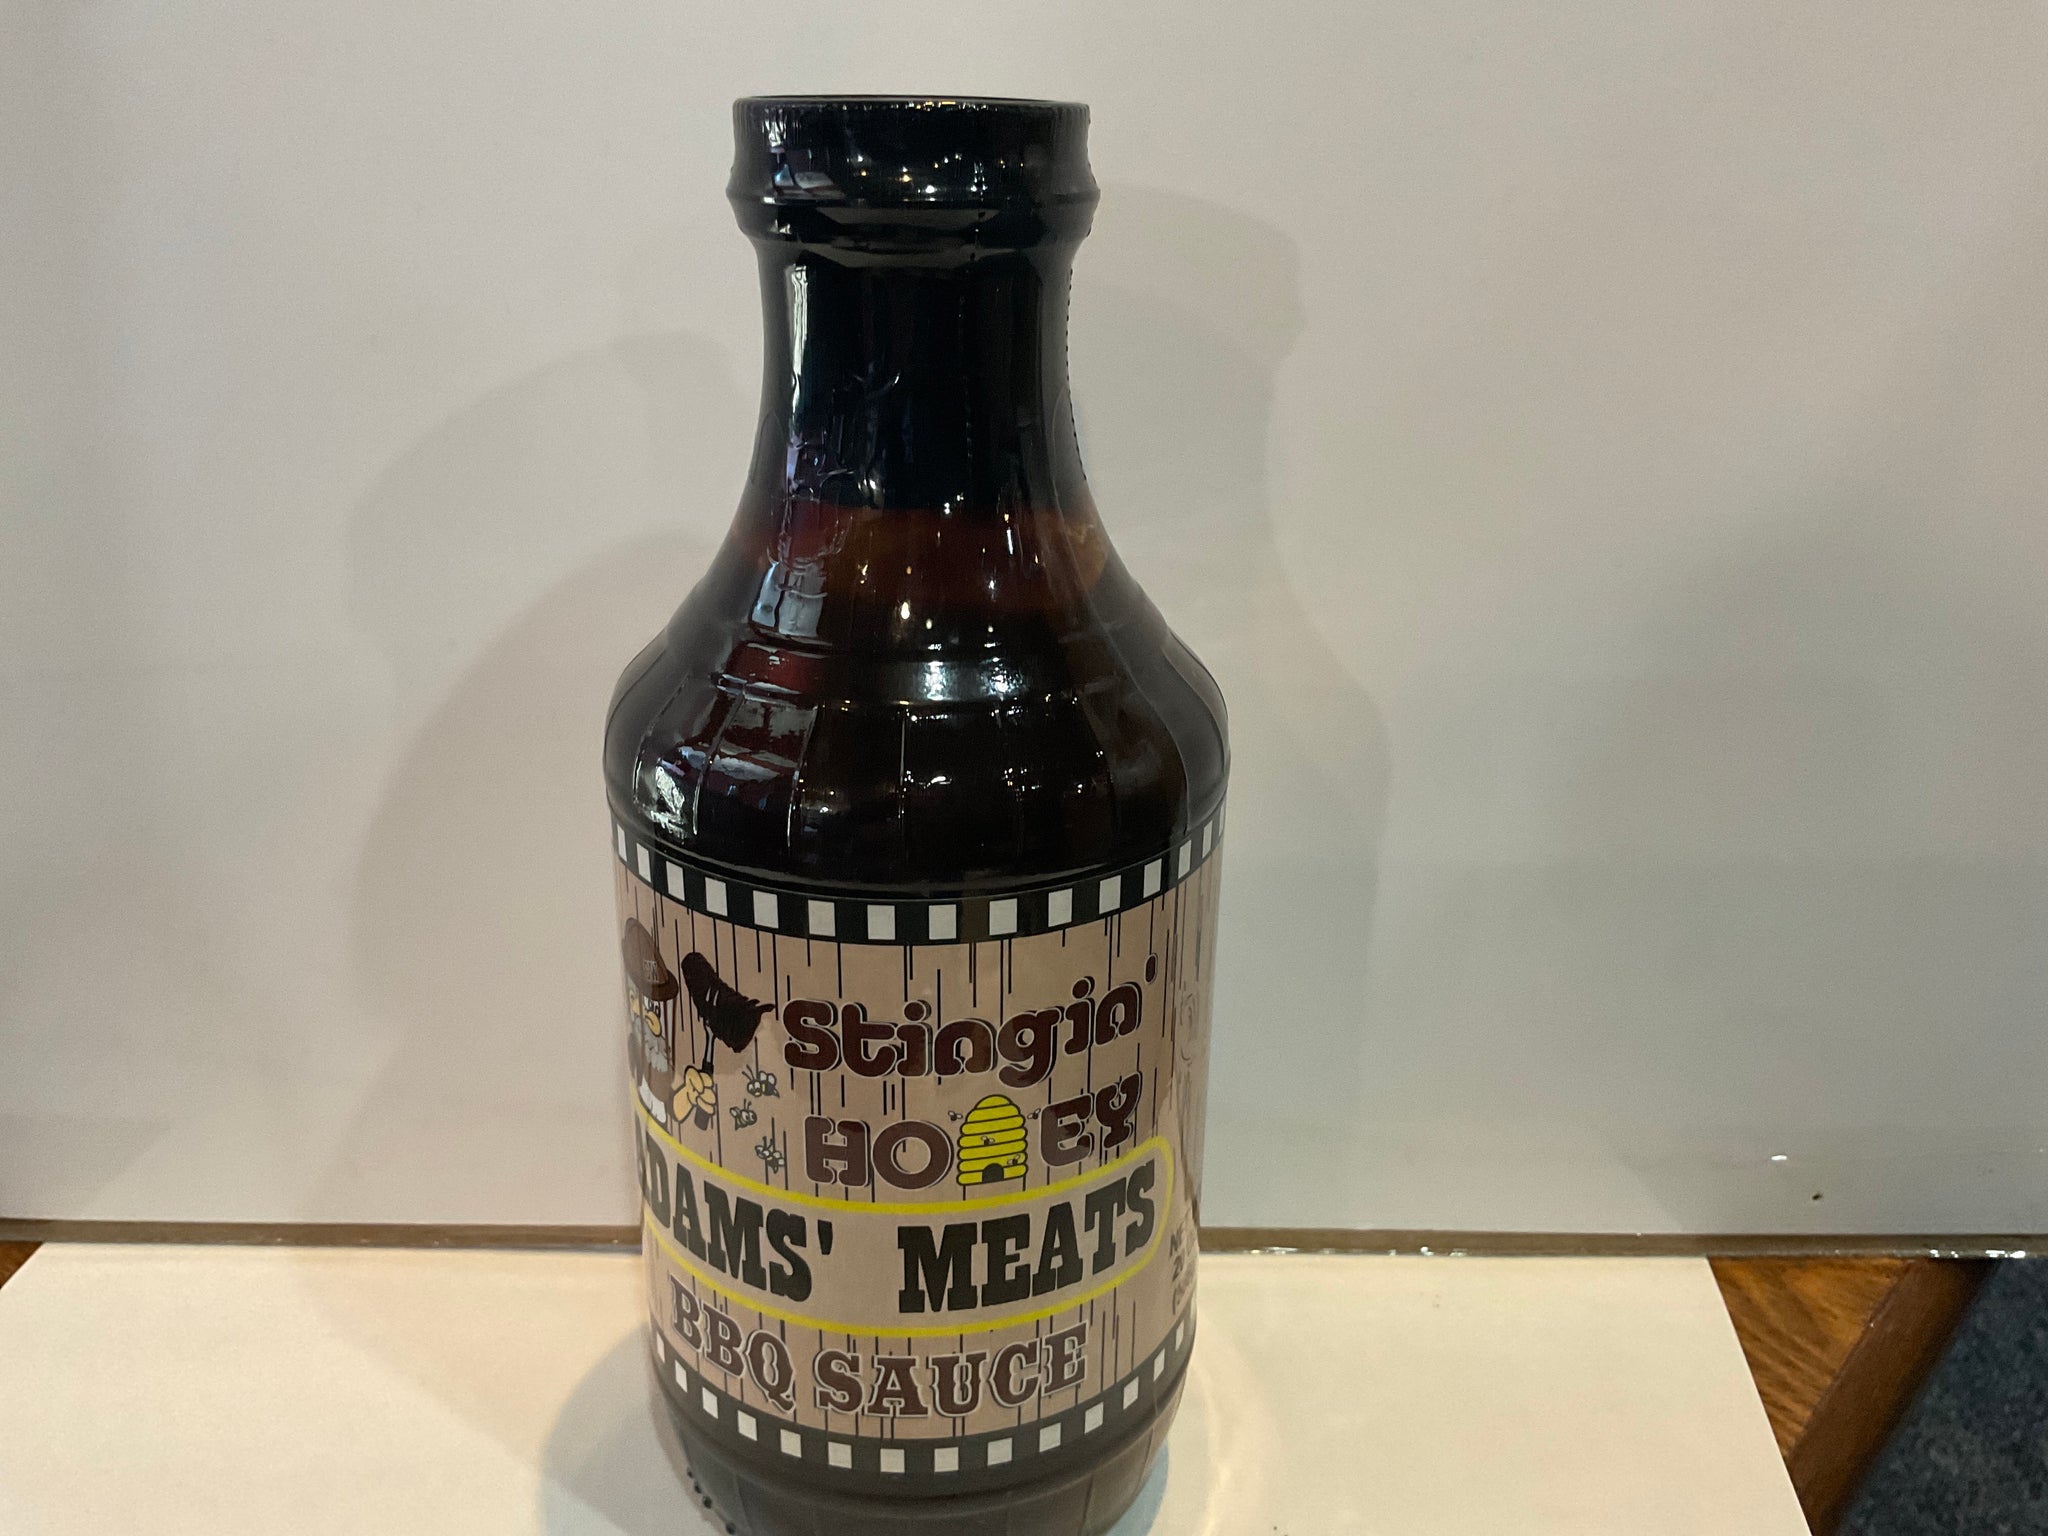 Stingin'
HONEY
ADAMS' MEATS
BBQ SAUCE